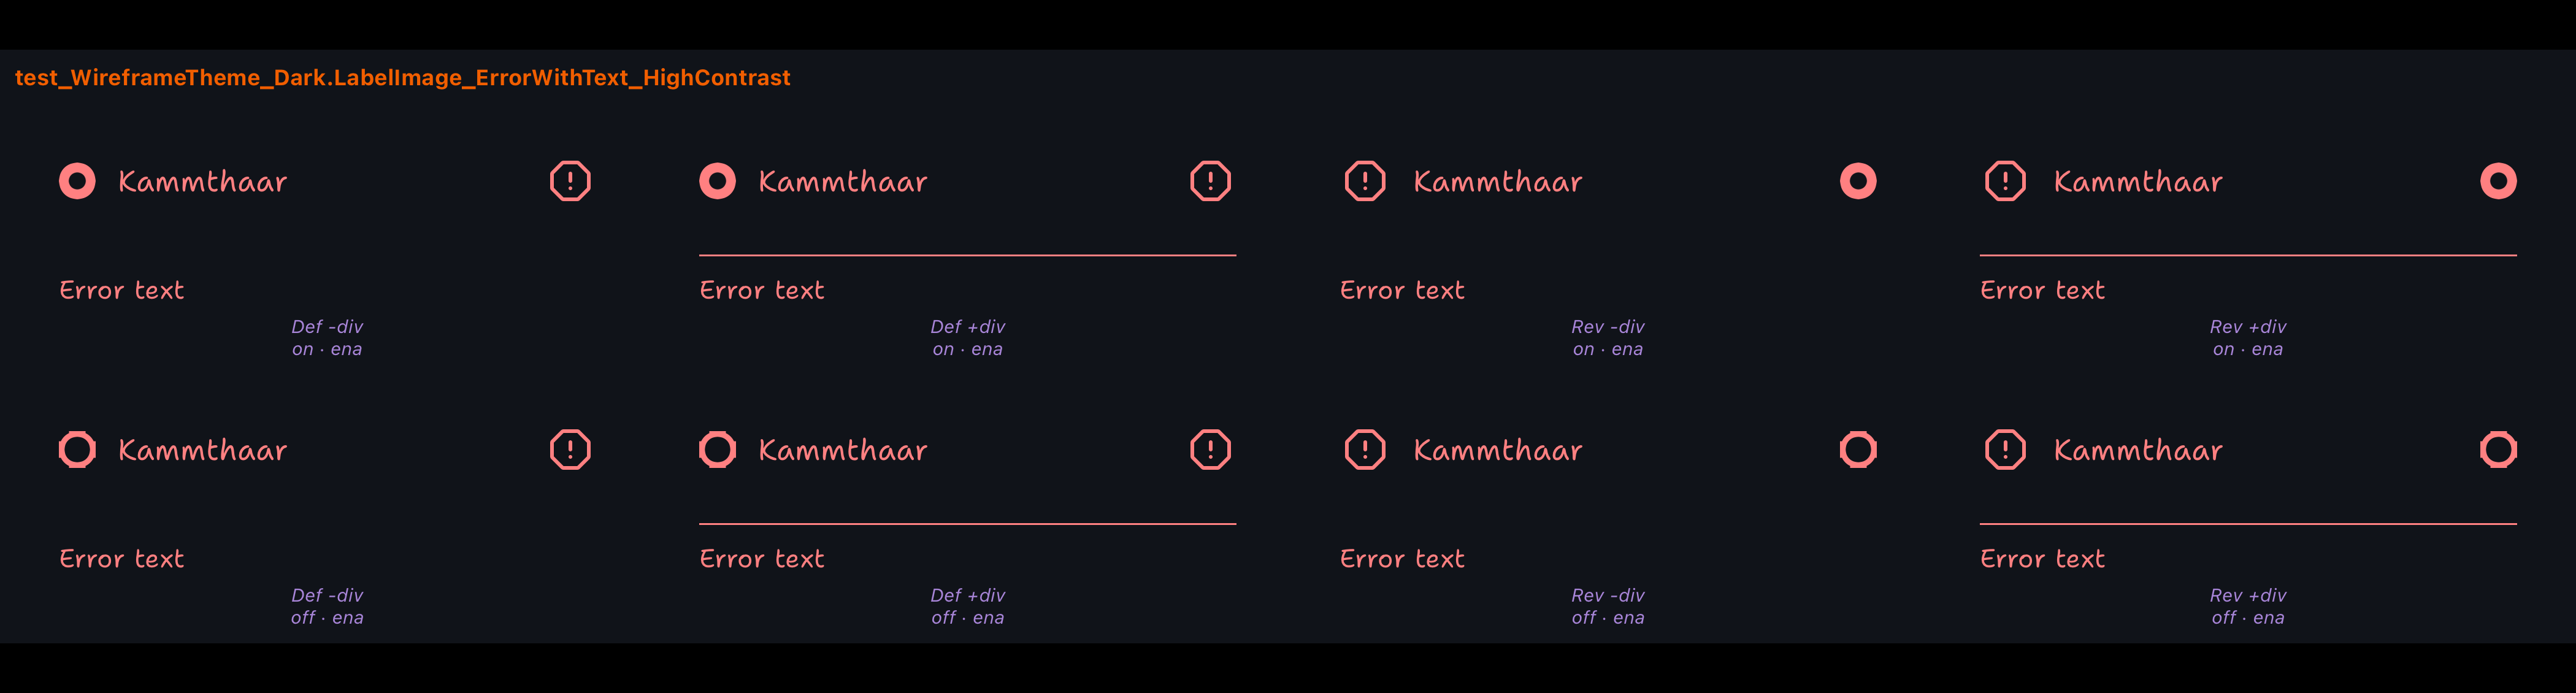 test_WireframeTheme_Dark.LabelImage_ErrorWithText_HighContrast
Kammthaar
Kammthaar
Kammthaar
Kammthaar
Error text
Error text
Error text
Error text
Def -div
on · ena
Def +div
on · ena
Rev -div
on · ena
Rev +div
on · ena
Kammthaar
Kammthaar
Kammthaar
Kammthaar
Error text
Error text
Error text
Error text
Def -div
off · ena
Def +div
off · ena
Rev -div
off · ena
Rev +div
off · ena